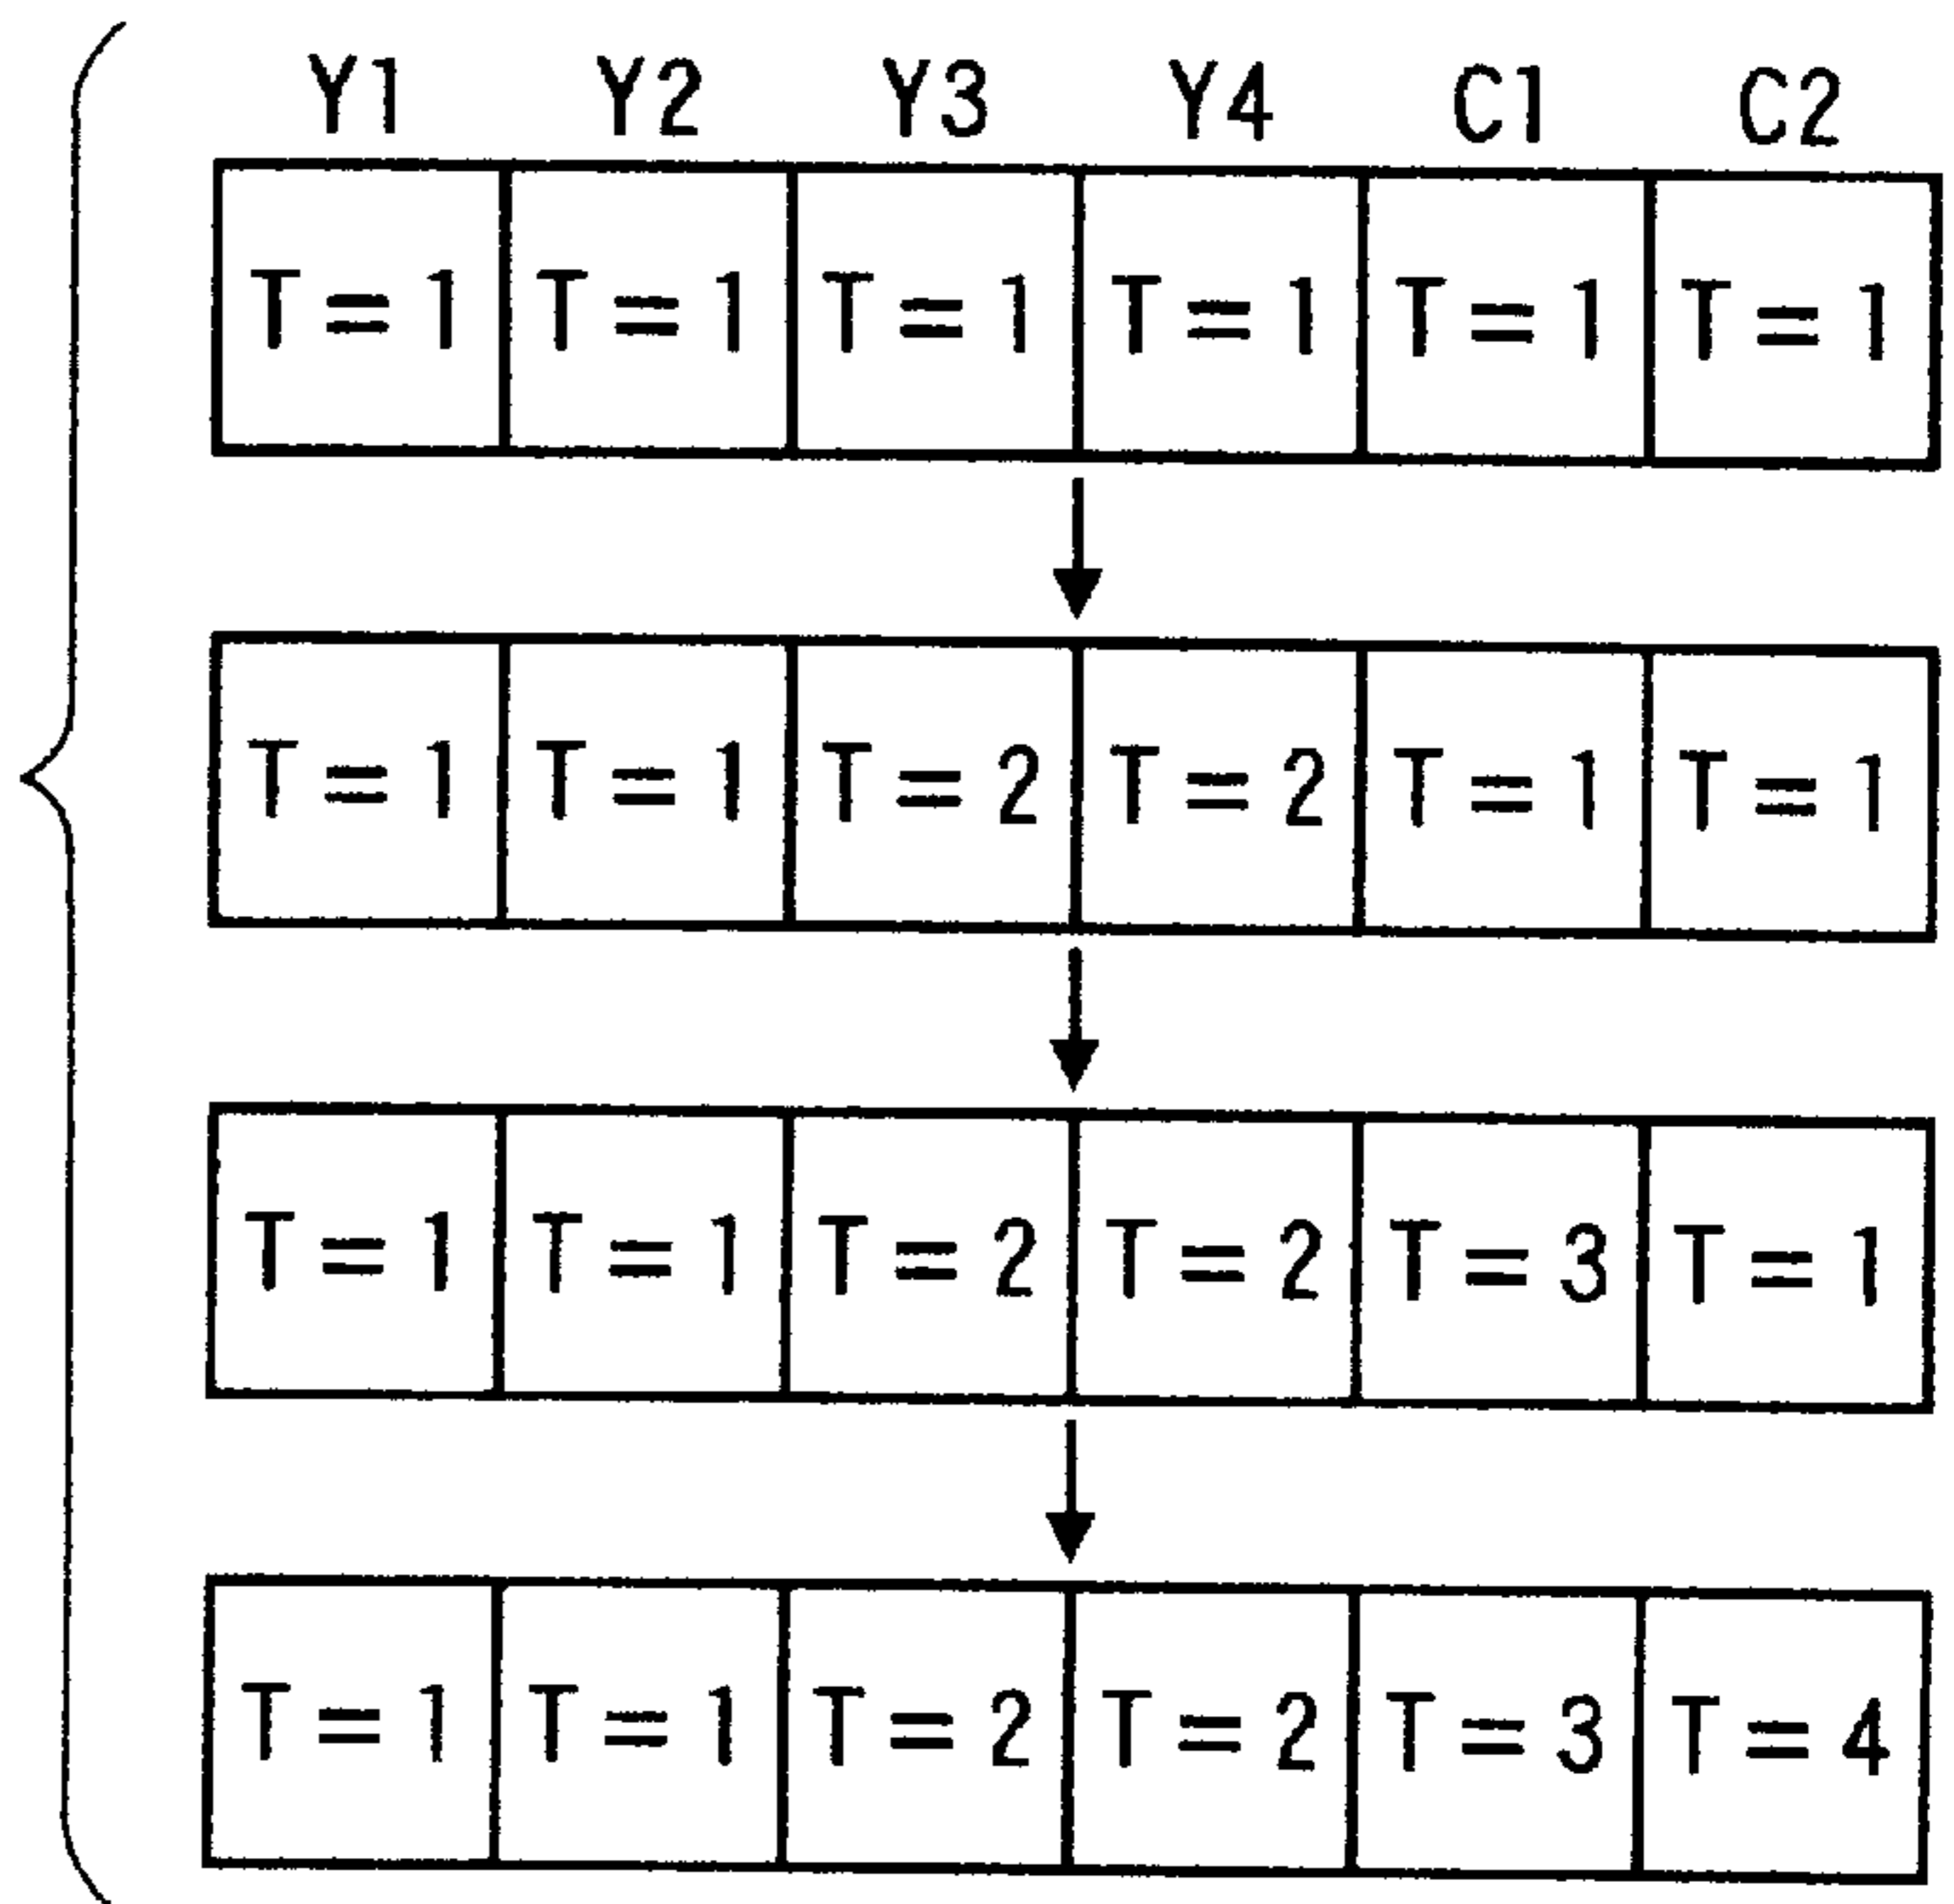 Y1 Y2 Y3 Y4 C1 C2
T=1 T=1 T=1 T=1 T=1 T=1
T=1 T=1 T=2 T=2 T=1 T=1
T=1 T=1 T=2 T=2 T=3 T=1
T=1 T=1 T=2 T=2 T=3 T=4